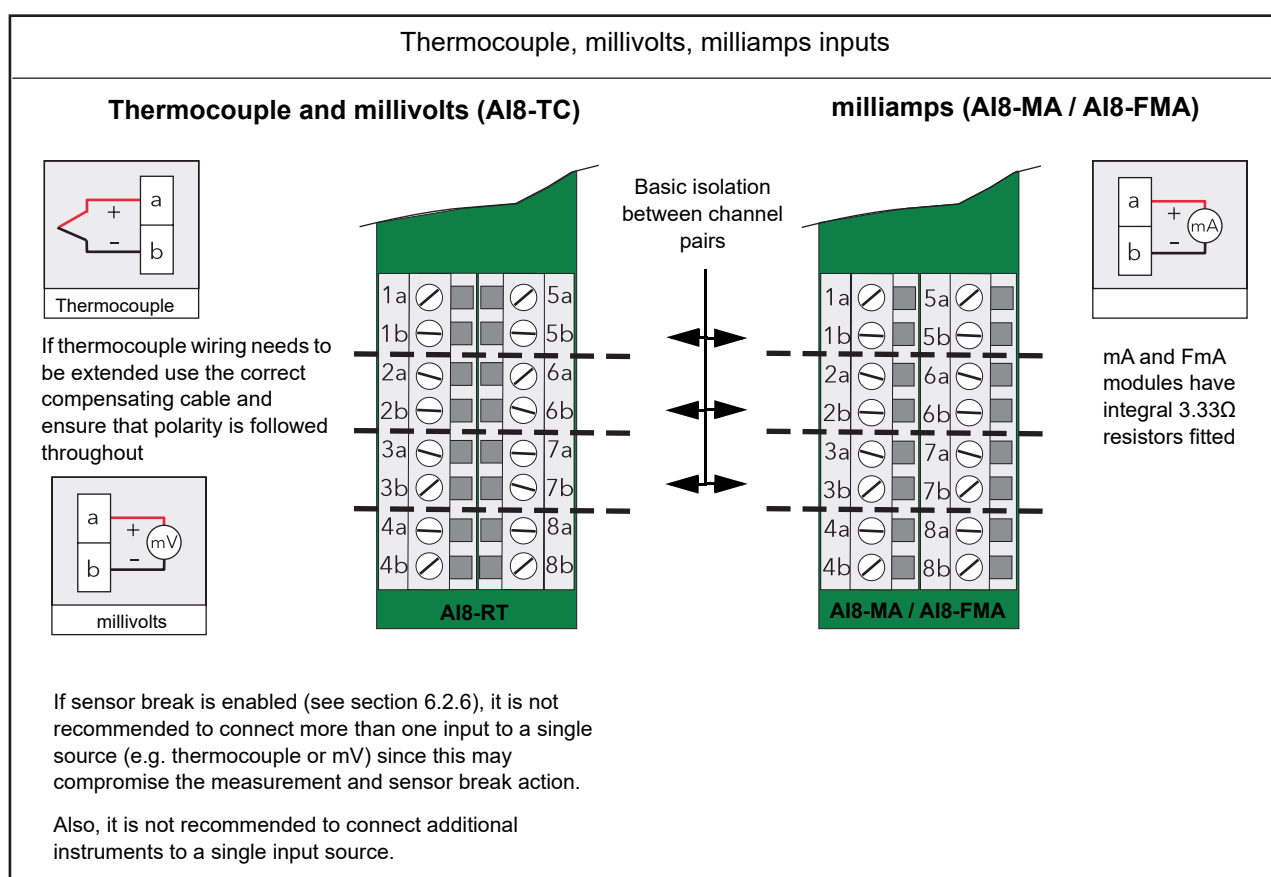 Thermocouple, millivolts, milliamps inputs
Thermocouple and millivolts (AI8-TC)
milliamps (AI8-MA / AI8-FMA)
a
+
-
b
Thermocouple
If thermocouple wiring needs to
be extended use the correct
compensating cable and
ensure that polarity is followed
throughout
a
+
mV
-
b
millivolts
1a 5a
1b 5b
2a 6a
2b 6b
3a 7a
3b 7b
4a 8a
4b 8b
AI8-RT
Basic isolation
between channel
pairs
1a 5a
1b 5b
2a 6a
2b 6b
3a 7a
3b 7b
4a 8a
4b 8b
AI8-MA / AI8-FMA
a
+
mA
-
b
mA and FmA
modules have
integral 3.33Ω
resistors fitted
If sensor break is enabled (see section 6.2.6), it is not
recommended to connect more than one input to a single
source (e.g. thermocouple or mV) since this may
compromise the measurement and sensor break action.
Also, it is not recommended to connect additional
instruments to a single input source.